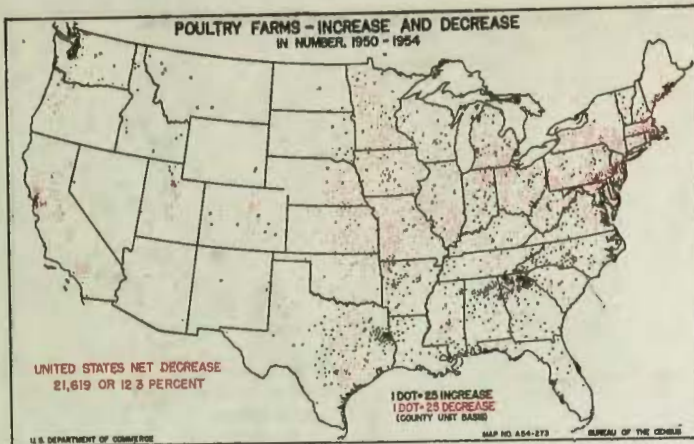 POULTRY FARMS - INCREASE AND DECREASE
IN NUMBER, 1950 - 1954
UNITED STATES NET DECREASE
21,619 OR 12.3 PERCENT
1 DOT = 25 INCREASE
1 DOT = 25 DECREASE
(COUNTY UNIT BASIS)
U.S. DEPARTMENT OF COMMERCE
MAP NO. A54-273
BUREAU OF THE CENSUS